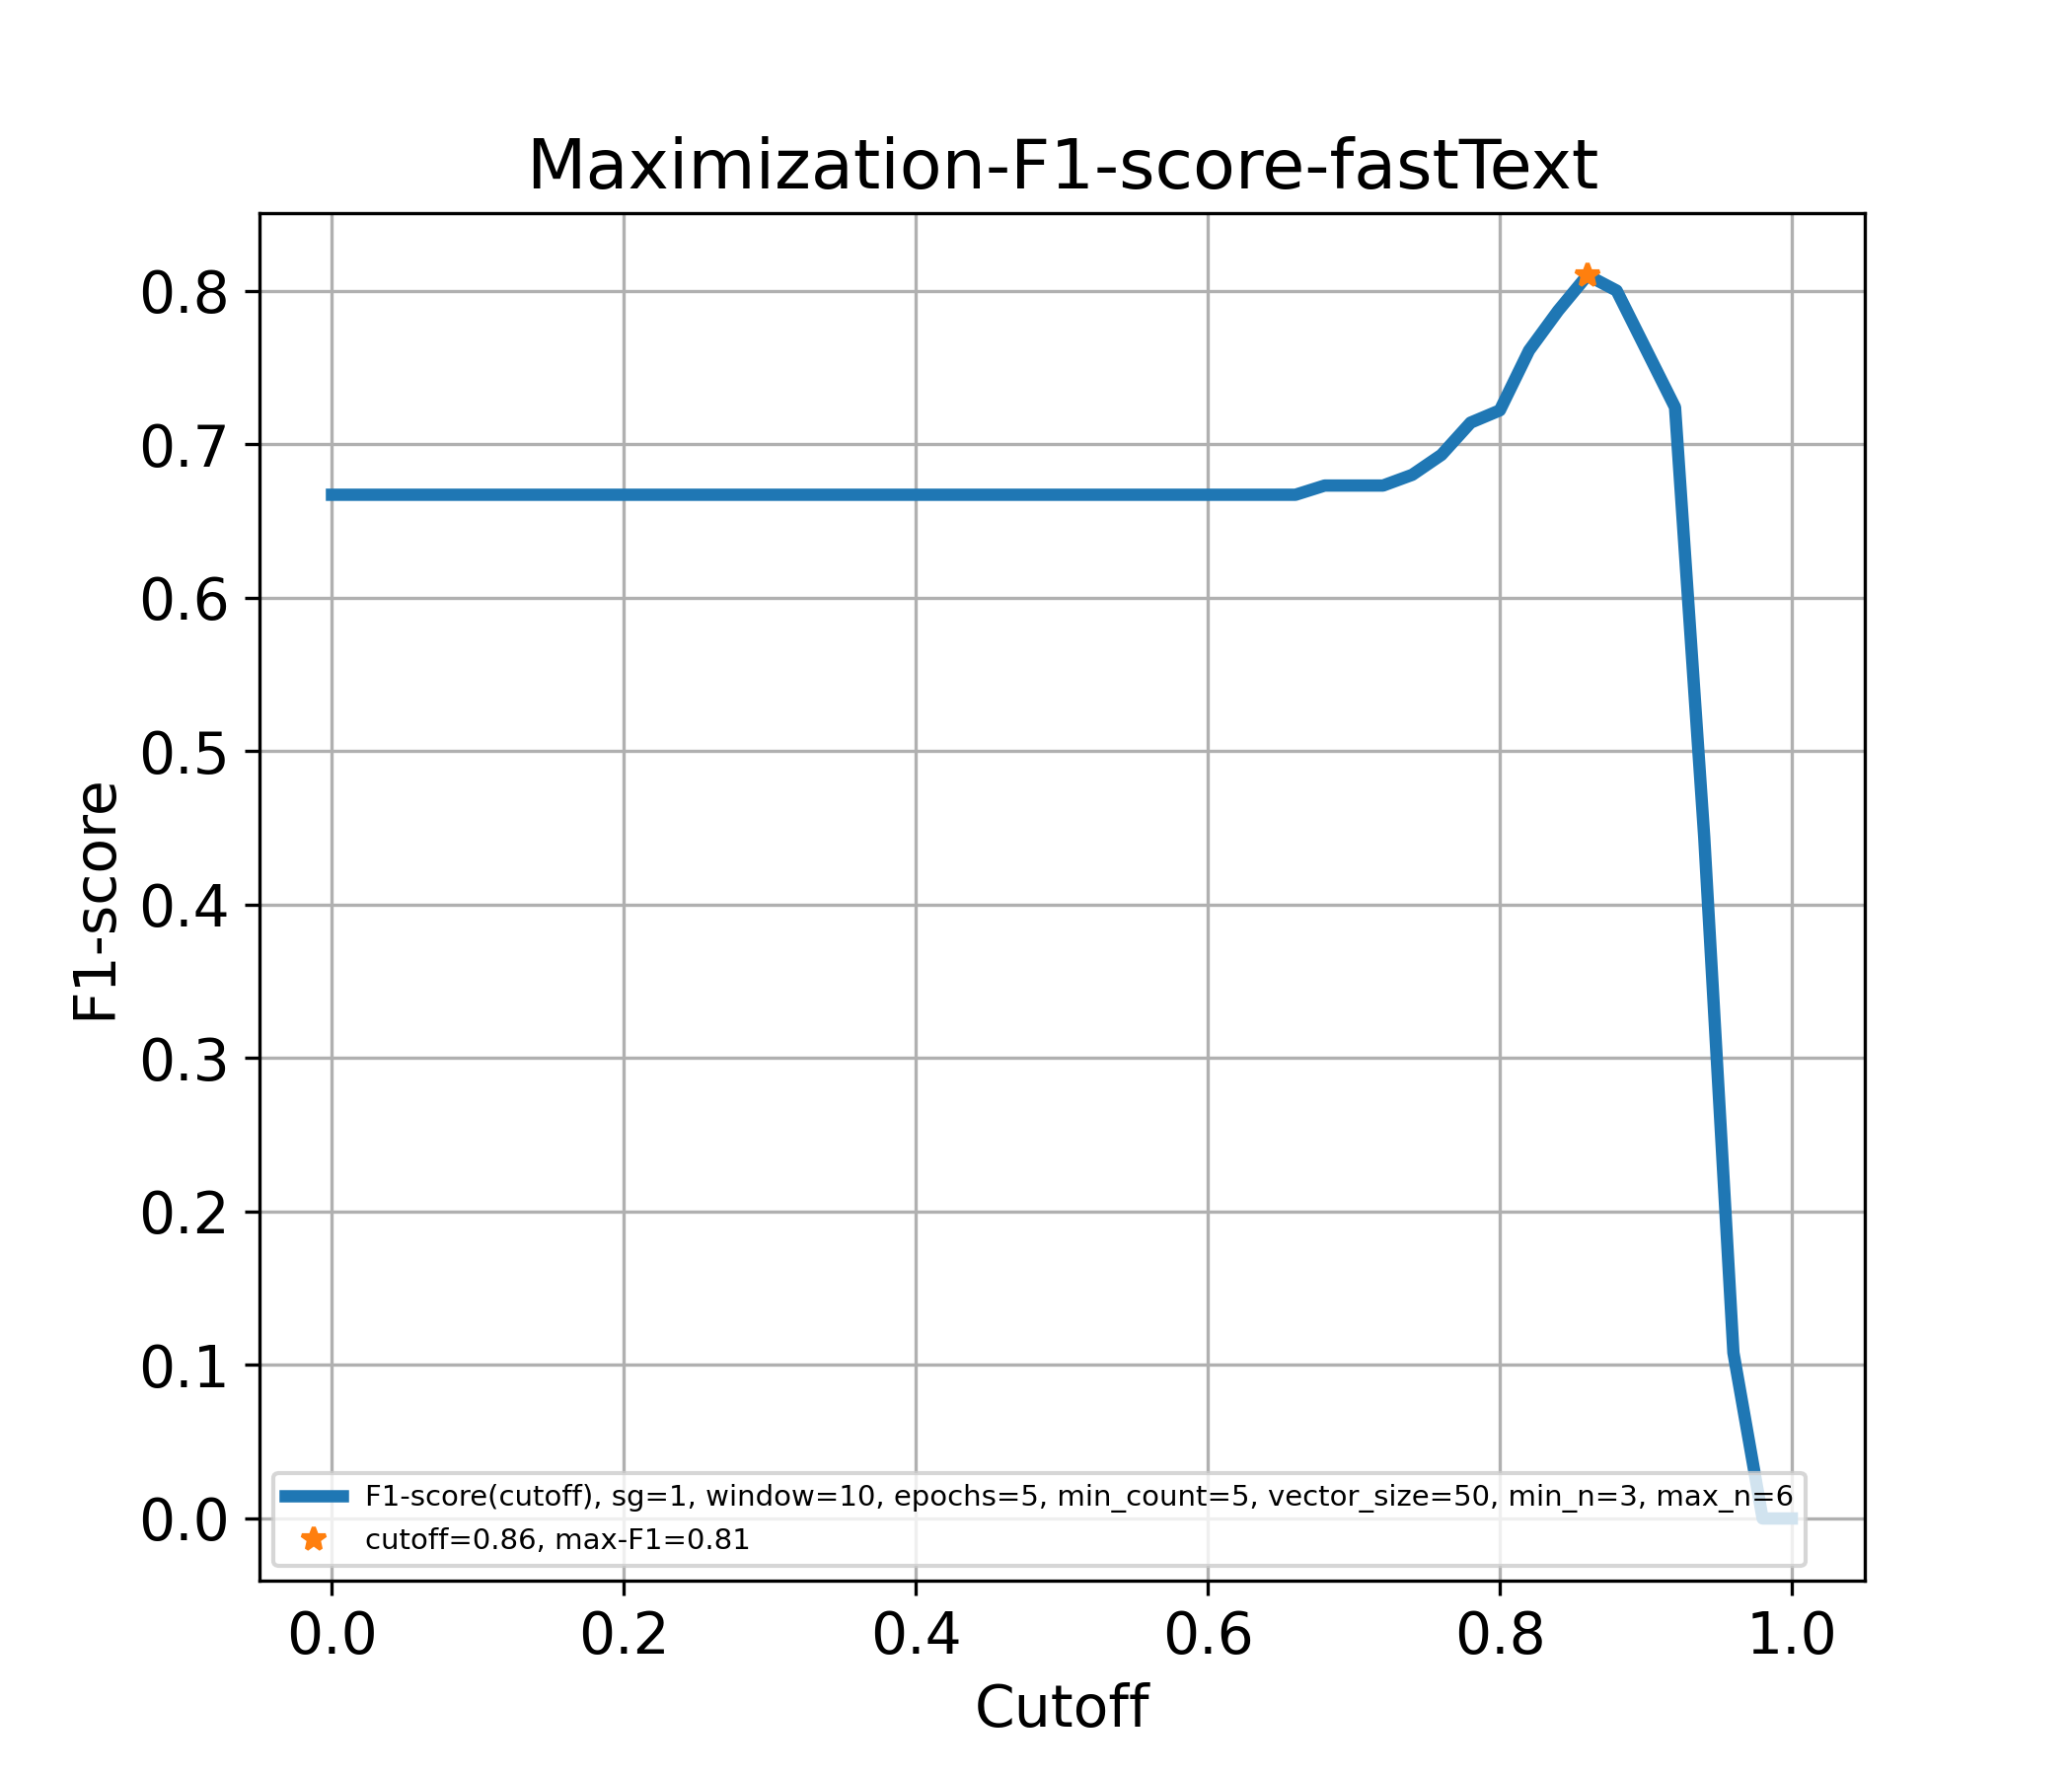 Maximization-F1-score-fastText
F1-score
0.8
0.7
0.6
0.5
0.4
0.3
0.2
0.1
0.0
F1-score(cutoff), sg=1, window=10, epochs=5, min_count=5, vector_size=50, min_n=3, max_n=6
cutoff=0.86, max-F1=0.81
0.0 0.2 0.4 0.6 0.8 1.0
Cutoff